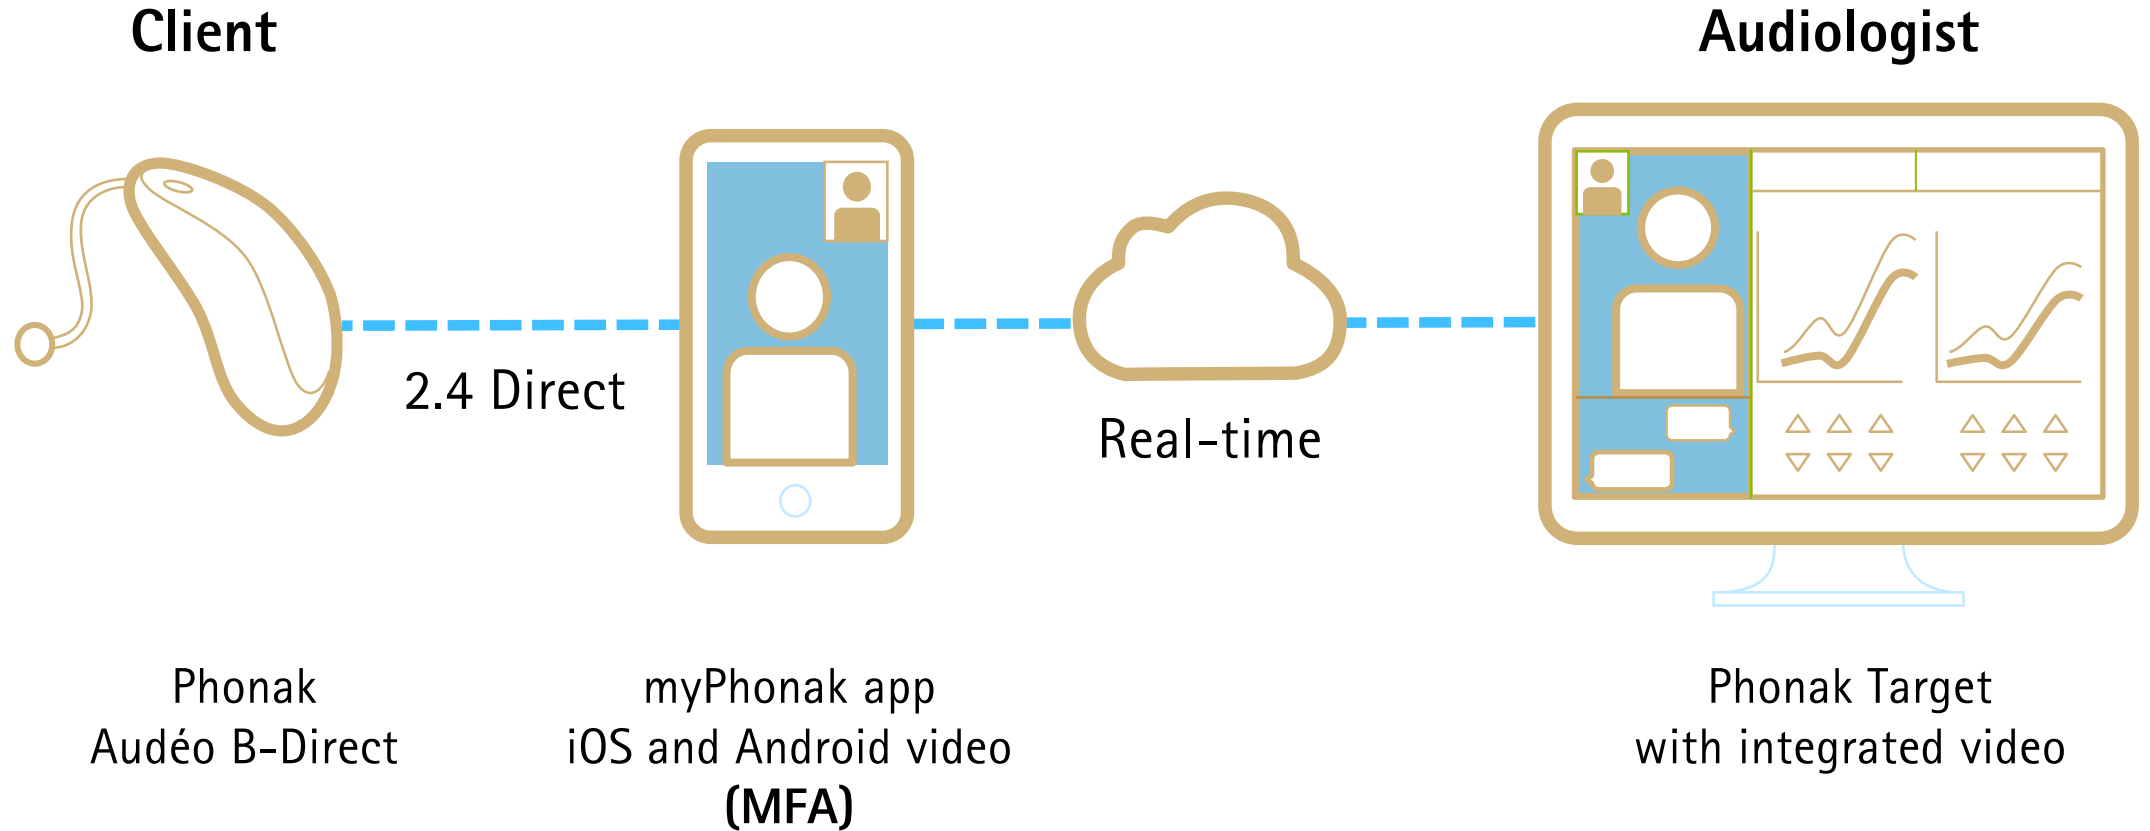 Client
Audiologist
2.4 Direct
Real-time
Phonak
Audéo B-Direct
myPhonak app
iOS and Android video
(MFA)
Phonak Target
with integrated video